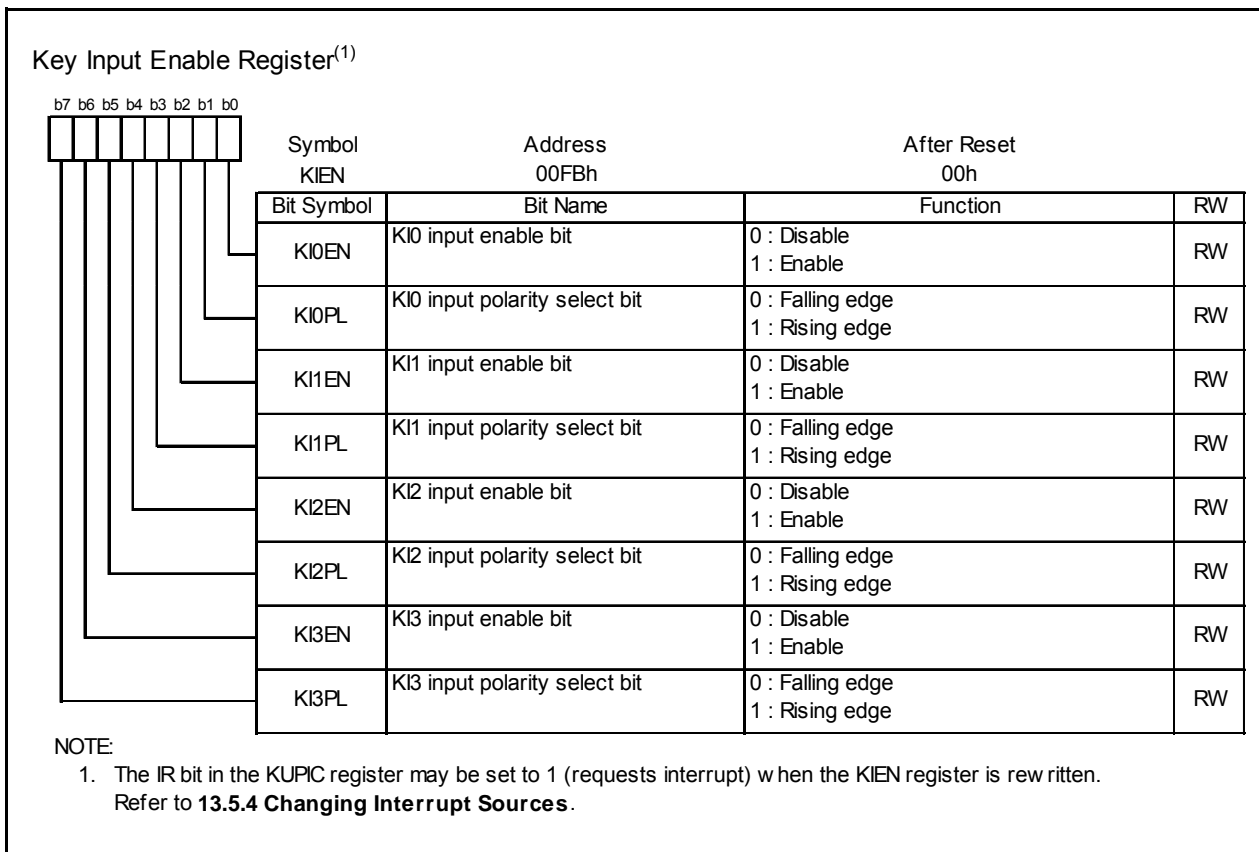 Key Input Enable Register(1)
b7 b6 b5 b4 b3 b2 b1 b0
Symbol Address After Reset
KIEN 00FBh 00h
Bit Symbol Bit Name Function RW
KI0EN KI0 input enable bit 0 : Disable RW
1 : Enable
KI0PL KI0 input polarity select bit 0 : Falling edge RW
1 : Rising edge
KI1EN KI1 input enable bit 0 : Disable RW
1 : Enable
KI1PL KI1 input polarity select bit 0 : Falling edge RW
1 : Rising edge
KI2EN KI2 input enable bit 0 : Disable RW
1 : Enable
KI2PL KI2 input polarity select bit 0 : Falling edge RW
1 : Rising edge
KI3EN KI3 input enable bit 0 : Disable RW
1 : Enable
KI3PL KI3 input polarity select bit 0 : Falling edge RW
1 : Rising edge
NOTE:
1. The IR bit in the KUPIC register may be set to 1 (requests interrupt) when the KIEN register is rewritten.
Refer to 13.5.4 Changing Interrupt Sources.